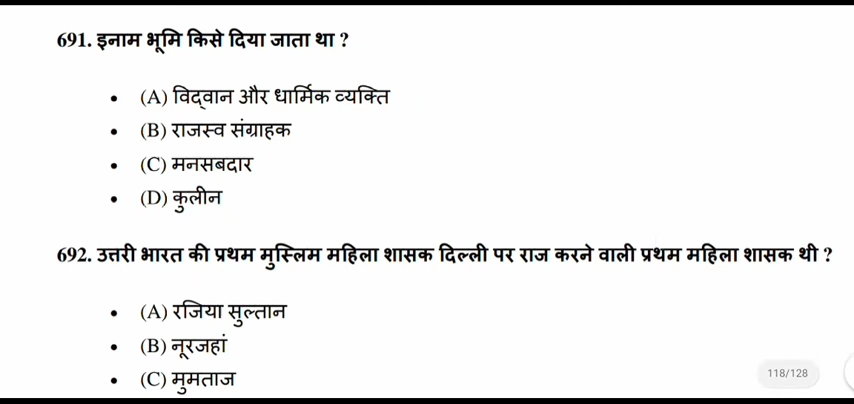 691. इनाम भूमि किसे दिया जाता था ?
• (A) विद्वान और धार्मिक व्यक्ति
• (B) राजस्व संग्राहक
• (C) मनसबदार
• (D) कुलीन
692. उत्तरी भारत की प्रथम मुस्लिम महिला शासक दिल्ली पर राज करने वाली प्रथम महिला शासक थी ?
• (A) रजिया सुल्तान
• (B) नूरजहां
• (C) मुमताज
118/128